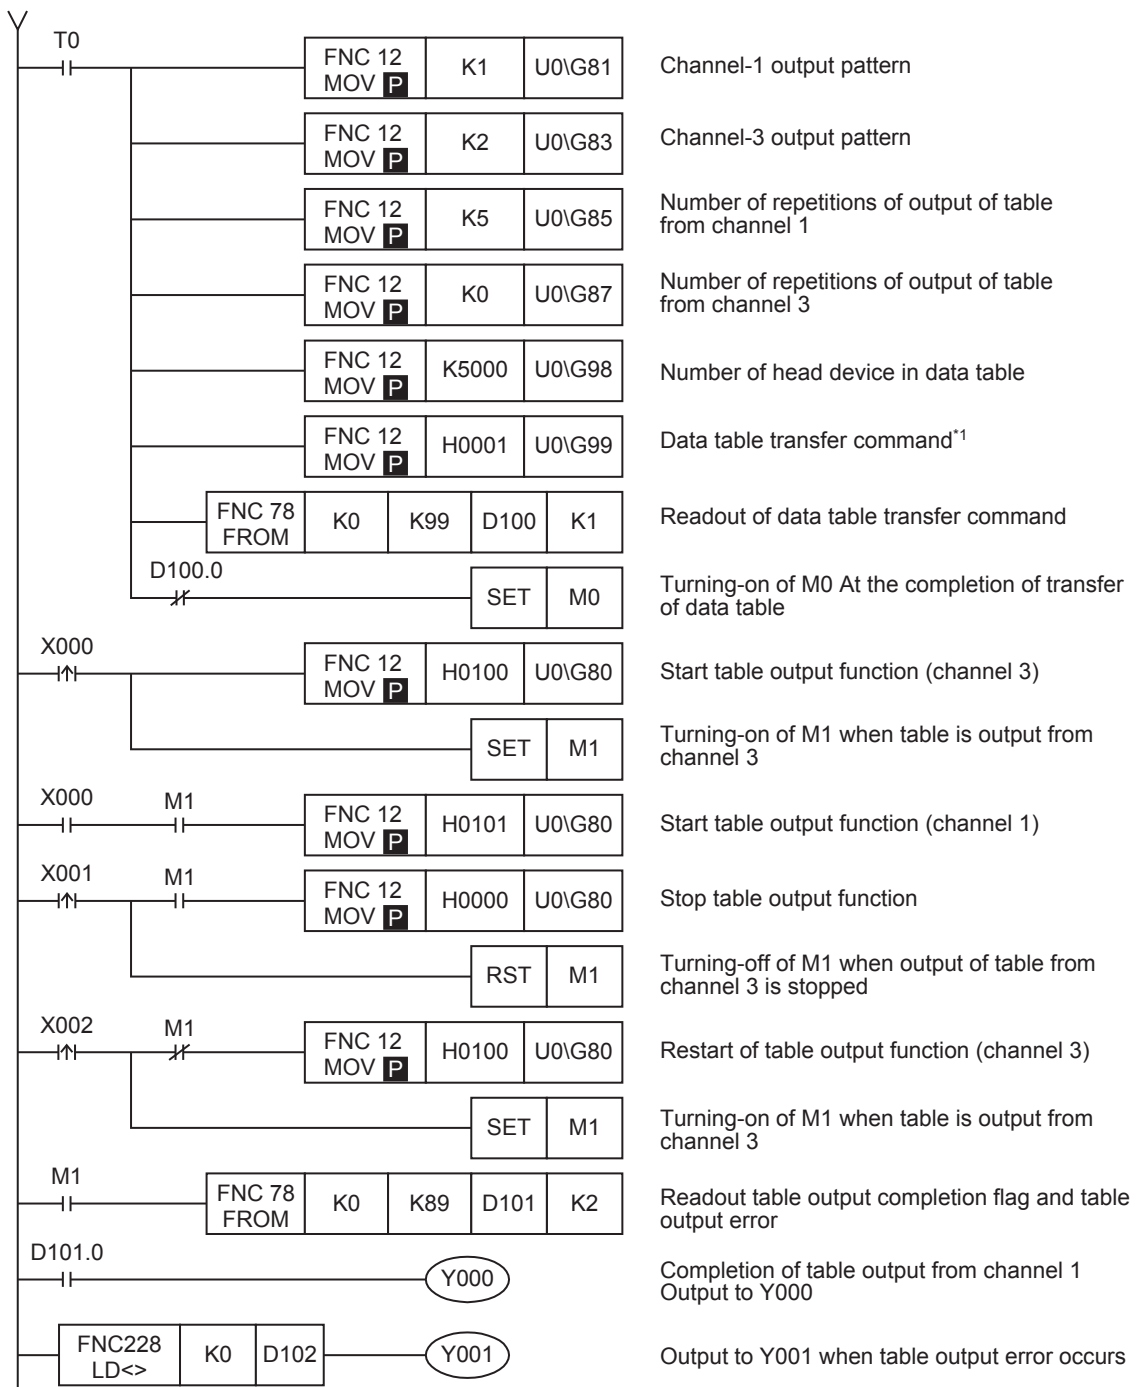 T0
FNC 12 MOV P K1 U0\G81 Channel-1 output pattern
FNC 12 MOV P K2 U0\G83 Channel-3 output pattern
FNC 12 MOV P K5 U0\G85 Number of repetitions of output of table
from channel 1
FNC 12 MOV P K0 U0\G87 Number of repetitions of output of table
from channel 3
FNC 12 MOV P K5000 U0\G98 Number of head device in data table
FNC 12 MOV P H0001 U0\G99 Data table transfer command*1
FNC 78 FROM K0 K99 D100 K1 Readout of data table transfer command
D100.0
SET M0 Turning-on of M0 At the completion of transfer
of data table
X000
FNC 12 MOV P H0100 U0\G80 Start table output function (channel 3)
SET M1 Turning-on of M1 when table is output from
channel 3
X000 M1
FNC 12 MOV P H0101 U0\G80 Start table output function (channel 1)
X001 M1
FNC 12 MOV P H0000 U0\G80 Stop table output function
RST M1 Turning-off of M1 when output of table from
channel 3 is stopped
X002 M1
FNC 12 MOV P H0100 U0\G80 Restart of table output function (channel 3)
SET M1 Turning-on of M1 when table is output from
channel 3
M1
FNC 78 FROM K0 K89 D101 K2 Readout table output completion flag and table
output error
D101.0
Y000 Completion of table output from channel 1
Output to Y000
FNC228 LD<> K0 D102 Y001 Output to Y001 when table output error occurs